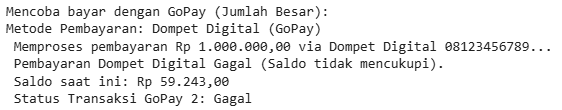 Mencoba bayar dengan GoPay (Jumlah Besar):
Metode Pembayaran: Dompet Digital (GoPay)
Memproses pembayaran Rp 1.000.000,00 via Dompet Digital 08123456789...
Pembayaran Dompet Digital Gagal (Saldo tidak mencukupi).
Saldo saat ini: Rp 59.243,00
Status Transaksi GoPay 2: Gagal